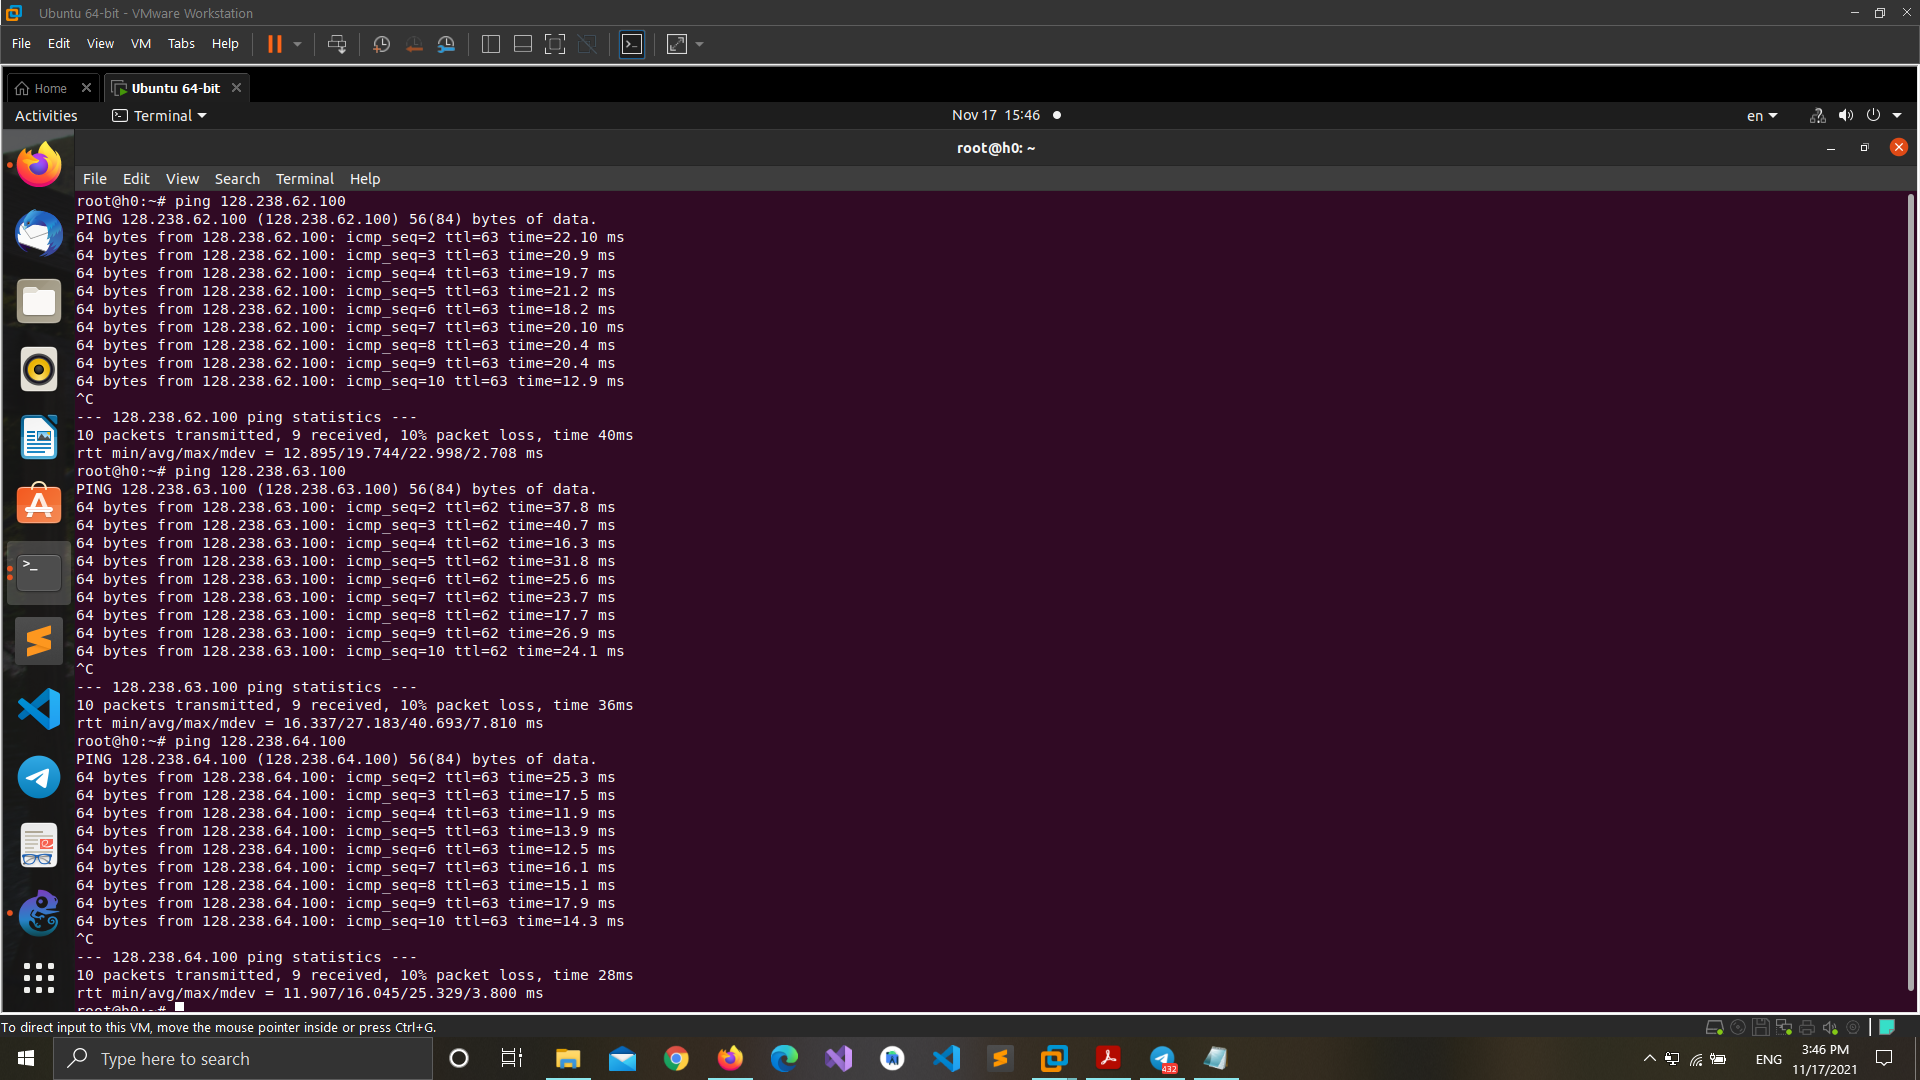 Ubuntu 64-bit - VMware Workstation
File Edit View VM Tabs Help
Home Ubuntu 64-bit
Activities Terminal Nov 17 15:46 en
root@h0: ~
File Edit View Search Terminal Help
root@h0:~# ping 128.238.62.100
PING 128.238.62.100 (128.238.62.100) 56(84) bytes of data.
64 bytes from 128.238.62.100: icmp_seq=2 ttl=63 time=22.10 ms
64 bytes from 128.238.62.100: icmp_seq=3 ttl=63 time=20.9 ms
64 bytes from 128.238.62.100: icmp_seq=4 ttl=63 time=19.7 ms
64 bytes from 128.238.62.100: icmp_seq=5 ttl=63 time=21.2 ms
64 bytes from 128.238.62.100: icmp_seq=6 ttl=63 time=18.2 ms
64 bytes from 128.238.62.100: icmp_seq=7 ttl=63 time=20.10 ms
64 bytes from 128.238.62.100: icmp_seq=8 ttl=63 time=20.4 ms
64 bytes from 128.238.62.100: icmp_seq=9 ttl=63 time=20.4 ms
64 bytes from 128.238.62.100: icmp_seq=10 ttl=63 time=12.9 ms
^C
--- 128.238.62.100 ping statistics ---
10 packets transmitted, 9 received, 10% packet loss, time 40ms
rtt min/avg/max/mdev = 12.895/19.744/22.998/2.708 ms
root@h0:~# ping 128.238.63.100
PING 128.238.63.100 (128.238.63.100) 56(84) bytes of data.
64 bytes from 128.238.63.100: icmp_seq=2 ttl=62 time=37.8 ms
64 bytes from 128.238.63.100: icmp_seq=3 ttl=62 time=40.7 ms
64 bytes from 128.238.63.100: icmp_seq=4 ttl=62 time=16.3 ms
64 bytes from 128.238.63.100: icmp_seq=5 ttl=62 time=31.8 ms
64 bytes from 128.238.63.100: icmp_seq=6 ttl=62 time=25.6 ms
64 bytes from 128.238.63.100: icmp_seq=7 ttl=62 time=23.7 ms
64 bytes from 128.238.63.100: icmp_seq=8 ttl=62 time=17.7 ms
64 bytes from 128.238.63.100: icmp_seq=9 ttl=62 time=26.9 ms
64 bytes from 128.238.63.100: icmp_seq=10 ttl=62 time=24.1 ms
^C
--- 128.238.63.100 ping statistics ---
10 packets transmitted, 9 received, 10% packet loss, time 36ms
rtt min/avg/max/mdev = 16.337/27.183/40.693/7.810 ms
root@h0:~# ping 128.238.64.100
PING 128.238.64.100 (128.238.64.100) 56(84) bytes of data.
64 bytes from 128.238.64.100: icmp_seq=2 ttl=63 time=25.3 ms
64 bytes from 128.238.64.100: icmp_seq=3 ttl=63 time=17.5 ms
64 bytes from 128.238.64.100: icmp_seq=4 ttl=63 time=11.9 ms
64 bytes from 128.238.64.100: icmp_seq=5 ttl=63 time=13.9 ms
64 bytes from 128.238.64.100: icmp_seq=6 ttl=63 time=12.5 ms
64 bytes from 128.238.64.100: icmp_seq=7 ttl=63 time=16.1 ms
64 bytes from 128.238.64.100: icmp_seq=8 ttl=63 time=15.1 ms
64 bytes from 128.238.64.100: icmp_seq=9 ttl=63 time=17.9 ms
64 bytes from 128.238.64.100: icmp_seq=10 ttl=63 time=14.3 ms
^C
--- 128.238.64.100 ping statistics ---
10 packets transmitted, 9 received, 10% packet loss, time 28ms
rtt min/avg/max/mdev = 11.907/16.045/25.329/3.800 ms
root@h0:~#
To direct input to this VM, move the mouse pointer inside or press Ctrl+G.
Type here to search
432
ENG
3:46 PM
11/17/2021